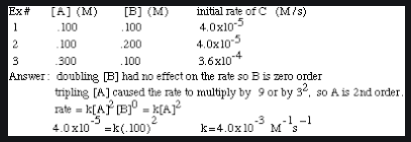 Ex# [A] (M) [B] (M) initial rate of C (M/s)
1 .100 .100 4.0x10⁻⁵
2 .100 .200 4.0x10⁻⁵
3 .300 .100 3.6x10⁻⁴
Answer: doubling [B] had no effect on the rate so B is zero order
tripling [A] caused the rate to multiply by 9 or by 3², so A is 2nd order.
rate = k[A]²[B]⁰ = k[A]²
4.0x10⁻⁵=k(.100)² k=4.0x10⁻³ M⁻¹s⁻¹